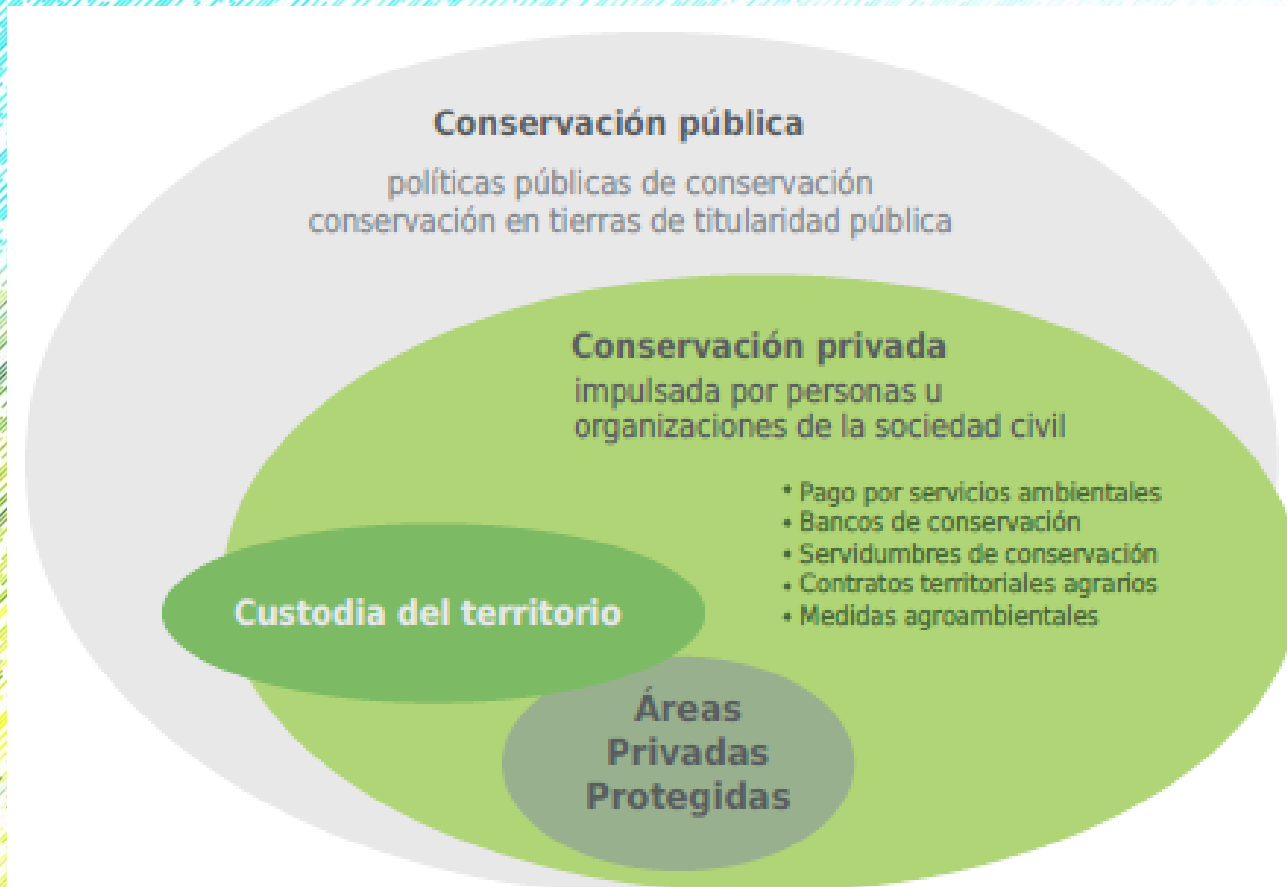 Conservación pública
políticas públicas de conservación
conservación en tierras de titularidad pública
Conservación privada
impulsada por personas u
organizaciones de la sociedad civil
• Pago por servicios ambientales
• Bancos de conservación
• Servidumbres de conservación
• Contratos territoriales agrarios
• Medidas agroambientales
Custodia del territorio
Áreas
Privadas
Protegidas